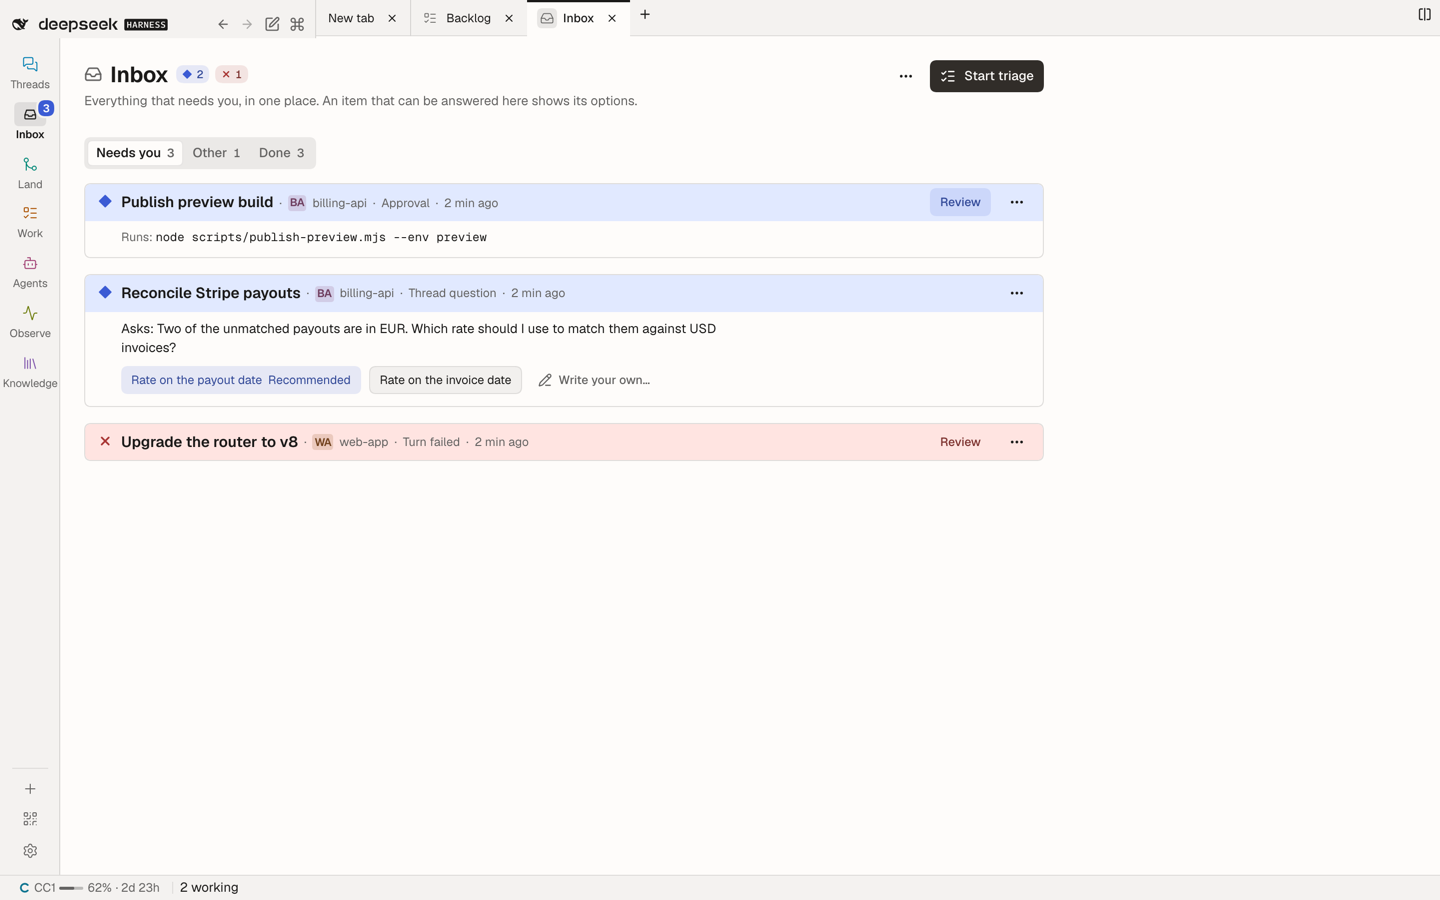 deepseek HARNESS
New tab
Backlog
Inbox
Threads
3
Inbox
Land
Work
Agents
Observe
Knowledge
Inbox 2 1
Start triage
Everything that needs you, in one place. An item that can be answered here shows its options.
Needs you 3 Other 1 Done 3
Publish preview build · BA billing-api · Approval · 2 min ago Review
Runs: node scripts/publish-preview.mjs --env preview
Reconcile Stripe payouts · BA billing-api · Thread question · 2 min ago
Asks: Two of the unmatched payouts are in EUR. Which rate should I use to match them against USD
invoices?
Rate on the payout date Recommended Rate on the invoice date Write your own...
Upgrade the router to v8 · WA web-app · Turn failed · 2 min ago Review
CC1 62% · 2d 23h 2 working